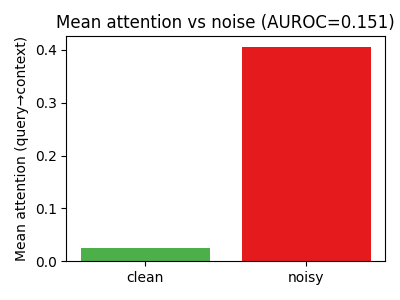 Mean attention vs noise (AUROC=0.151)
Mean attention (query→context)
0.4
0.3
0.2
0.1
0.0
clean
noisy